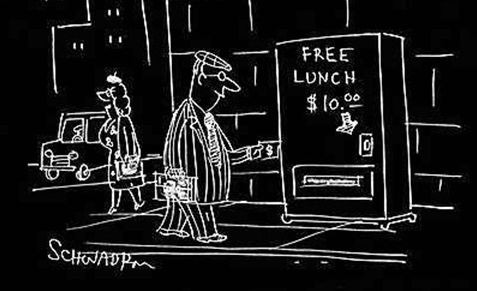 FREE
LUNCH
$10.00
$
SCHWADRON